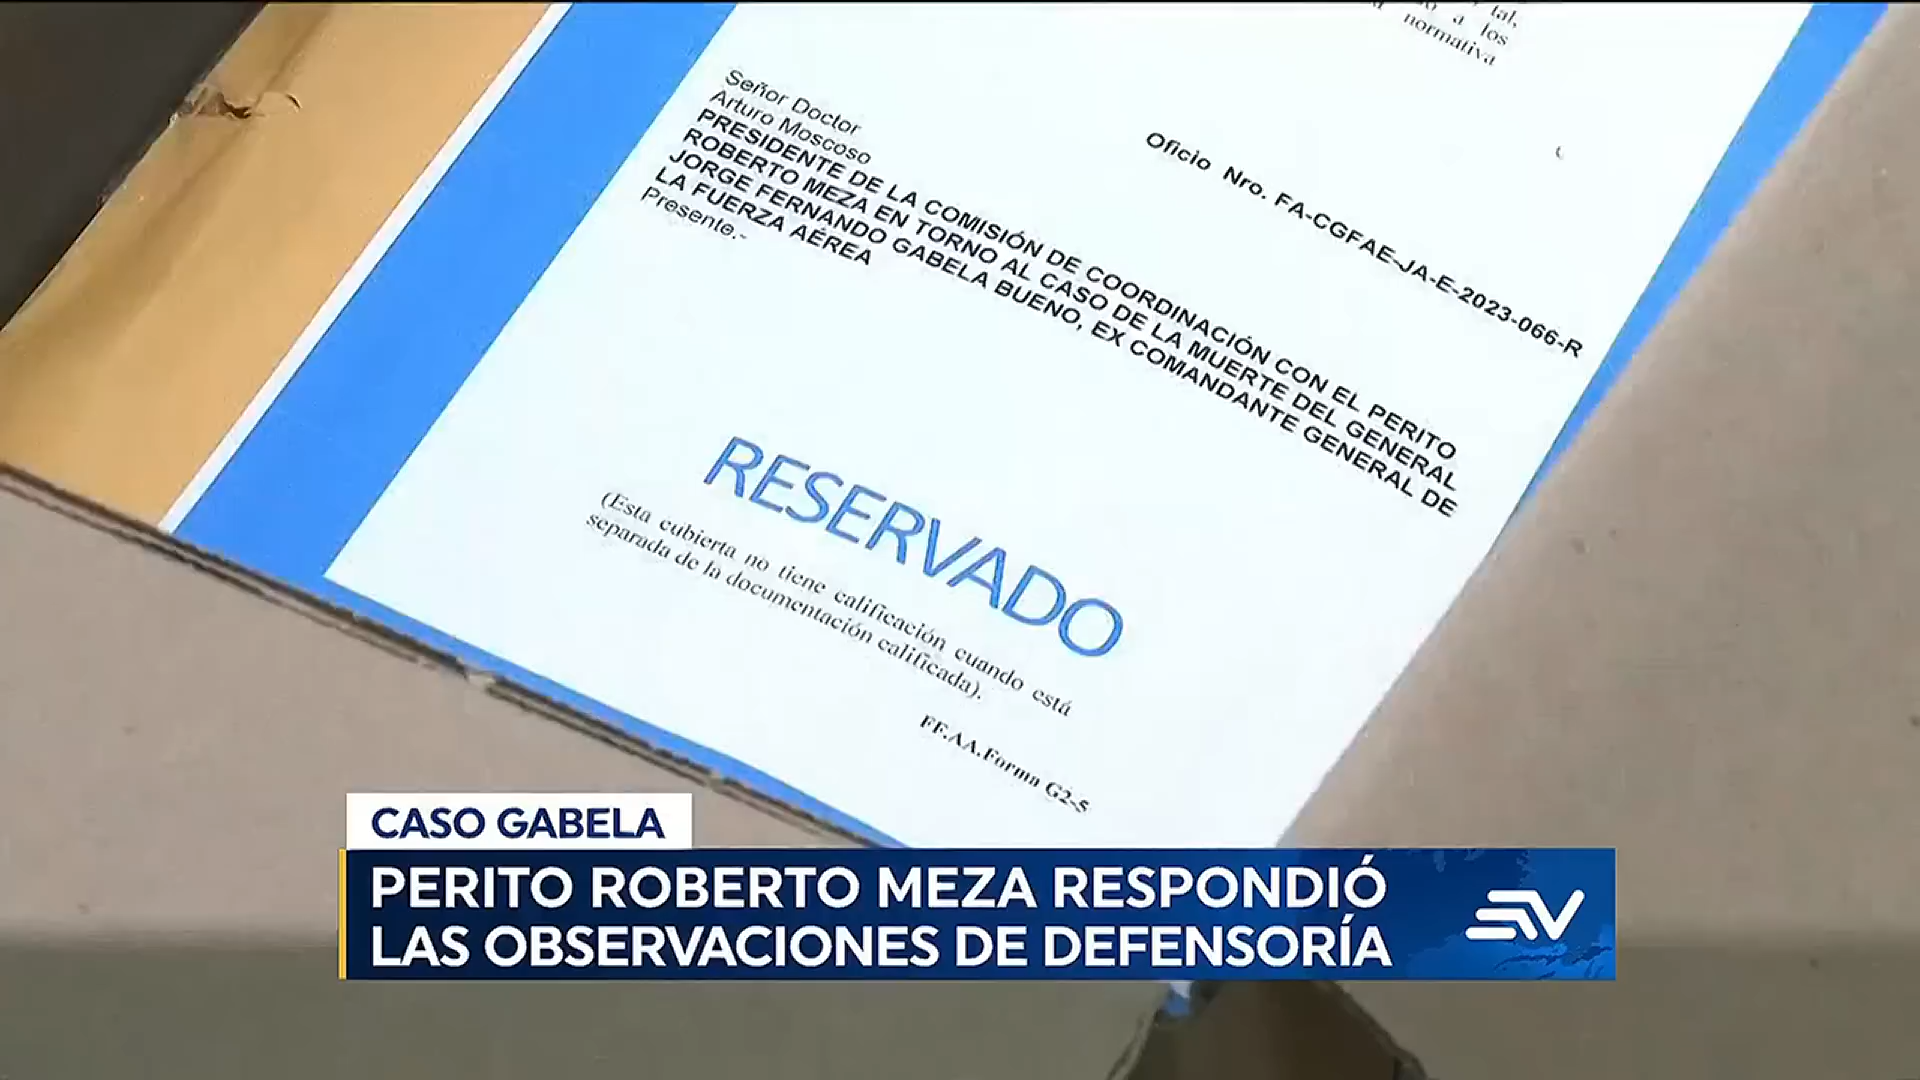 tal,
a los
normativa
Oficio Nro. FA-CGFAE-JA-E-2023-066-R
Señor Doctor
Arturo Moscoso
PRESIDENTE DE LA COMISIÓN DE COORDINACIÓN CON EL PERITO
ROBERTO MEZA EN TORNO AL CASO DE LA MUERTE DEL GENERAL
JORGE FERNANDO GABELA BUENO, EX COMANDANTE GENERAL DE
LA FUERZA AÉREA
Presente.-
RESERVADO
(Esta cubierta no tiene calificación cuando está
separada de la documentación calificada).
FF.AA.Forma G2-5
CASO GABELA
PERITO ROBERTO MEZA RESPONDIÓ
LAS OBSERVACIONES DE DEFENSORÍA